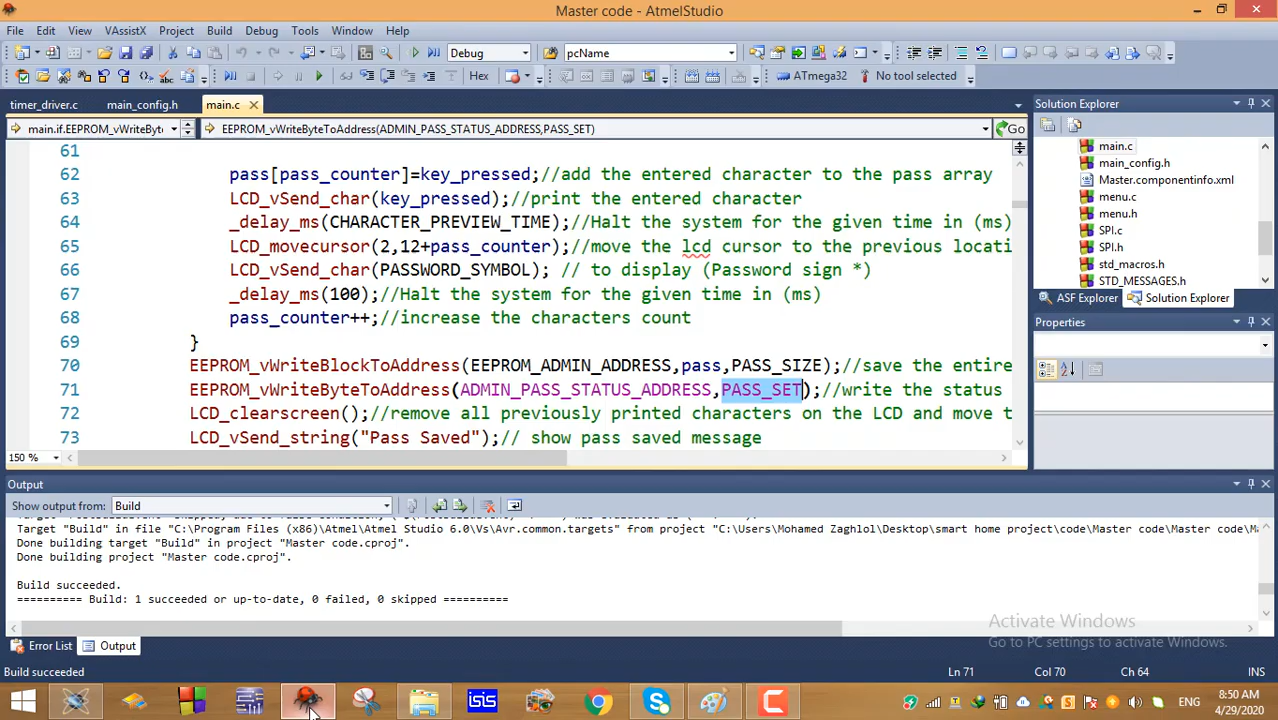 Master code - AtmelStudio
File Edit View VAssistX Project Build Debug Tools Window Help
Debug pcName
Hex ATmega32 No tool selected
timer_driver.c main_config.h main.c
main.if.EEPROM_vWriteByt EEPROM_vWriteByteToAddress(ADMIN_PASS_STATUS_ADDRESS,PASS_SET) Go
61
62 pass[pass_counter]=key_pressed;//add the entered character to the pass array
63 LCD_vSend_char(key_pressed);//print the entered character
64 _delay_ms(CHARACTER_PREVIEW_TIME);//Halt the system for the given time in (ms)
65 LCD_movecursor(2,12+pass_counter);//move the lcd cursor to the previous locati
66 LCD_vSend_char(PASSWORD_SYMBOL); // to display (Password sign *)
67 _delay_ms(100);//Halt the system for the given time in (ms)
68 pass_counter++;//increase the characters count
69 }
70 EEPROM_vWriteBlockToAddress(EEPROM_ADMIN_ADDRESS,pass,PASS_SIZE);//save the entire
71 EEPROM_vWriteByteToAddress(ADMIN_PASS_STATUS_ADDRESS,PASS_SET);//write the status
72 LCD_clearscreen();//remove all previously printed characters on the LCD and move t
73 LCD_vSend_string("Pass Saved");// show pass saved message
150 %
Solution Explorer
main.c
main_config.h
Master.componentinfo.xml
menu.c
menu.h
SPI.c
SPI.h
std_macros.h
STD_MESSAGES.h
ASF Explorer Solution Explorer
Properties
Output
Show output from: Build
Target "Build" in file "C:\Program Files (x86)\Atmel\Atmel Studio 6.0\Vs\Avr.common.targets" from project "C:\Users\Mohamed Zaghlol\Desktop\smart home project\code\Master code\Master code\Ma
Done building target "Build" in project "Master code.cproj".
Done building project "Master code.cproj".
Build succeeded.
========== Build: 1 succeeded or up-to-date, 0 failed, 0 skipped ==========
Activate Windows
Go to PC settings to activate Windows.
Error List Output
Build succeeded Ln 71 Col 70 Ch 64 INS
isis
8:50 AM
4/29/2020